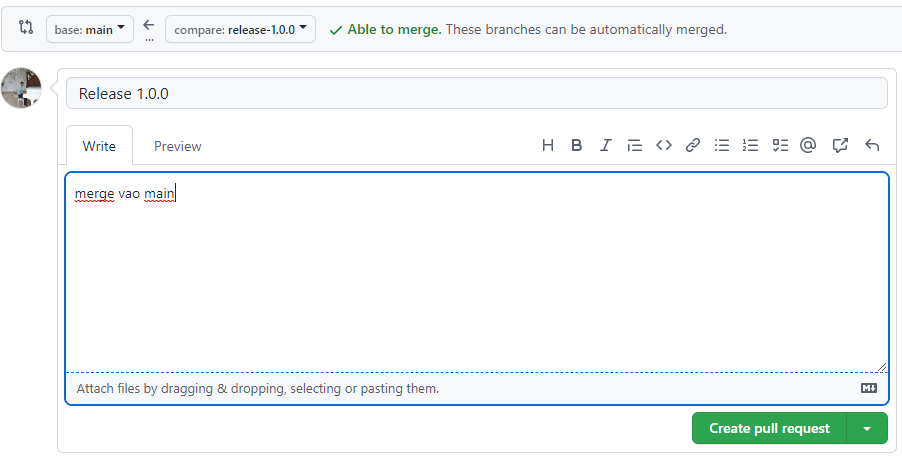 base: main ... compare: release-1.0.0 Able to merge. These branches can be automatically merged.
Release 1.0.0
Write Preview H B
merge vao main
Attach files by dragging & dropping, selecting or pasting them.
Create pull request